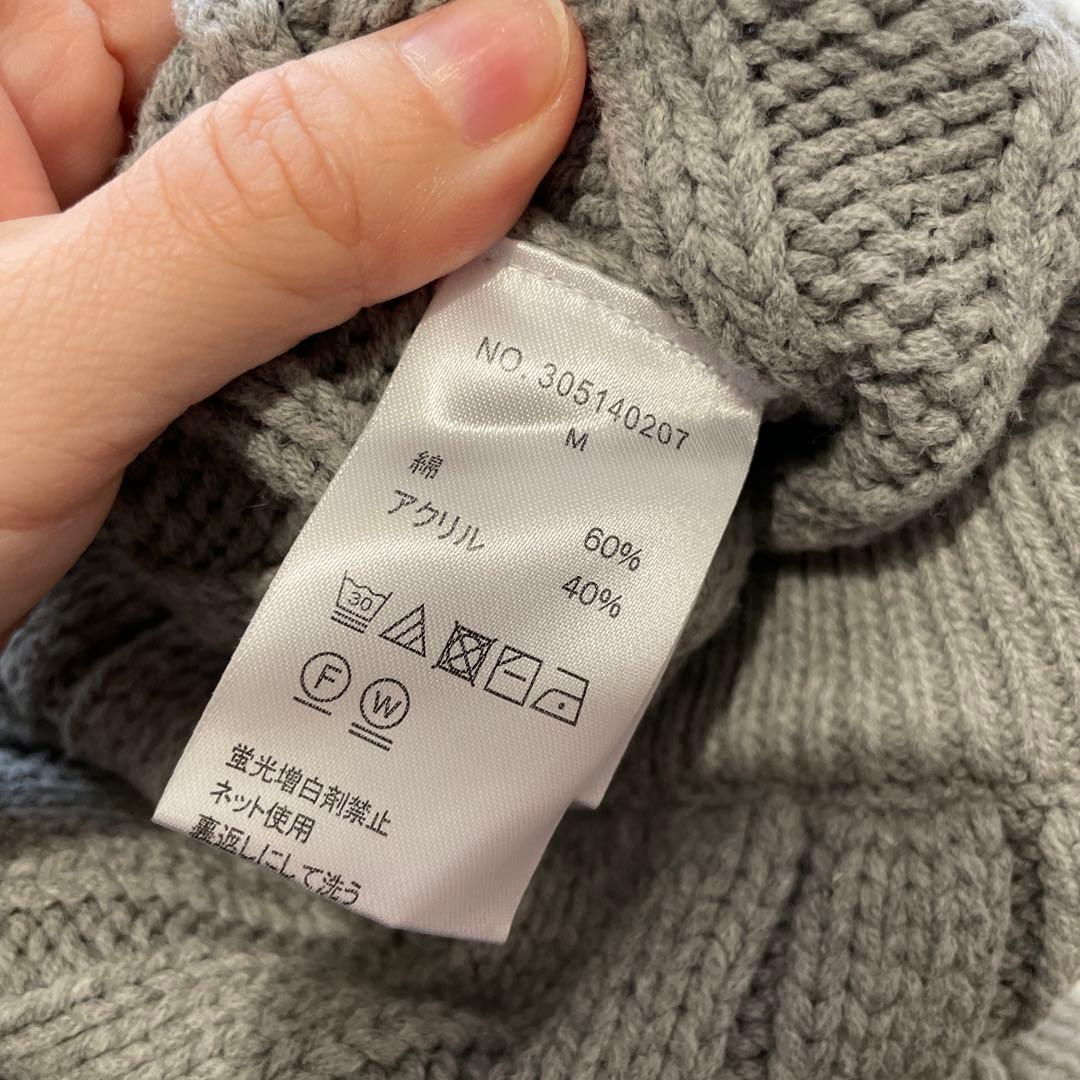 NO. 305140207
M
綿 60%
アクリル 40%
30
F W
蛍光増白剤禁止
ネット使用
裏返しにして洗う